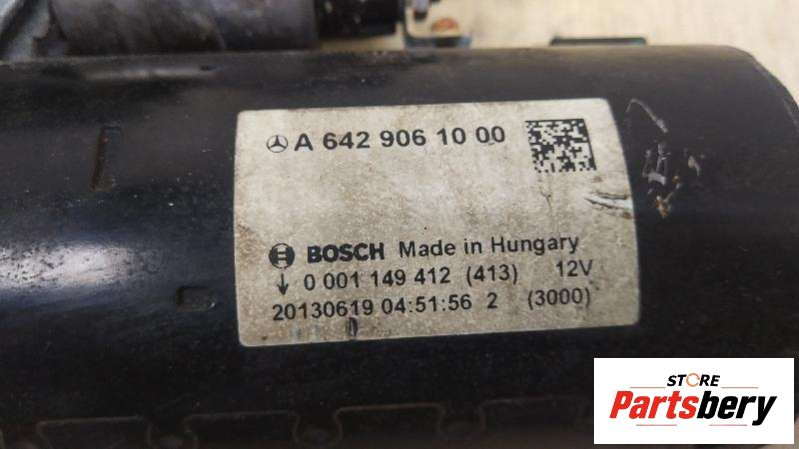 A 642 906 10 00
BOSCH Made in Hungary
↓ 0 001 149 412 (413) 12V
20130619 04:51:56 2 (3000)
STORE
Partsbery